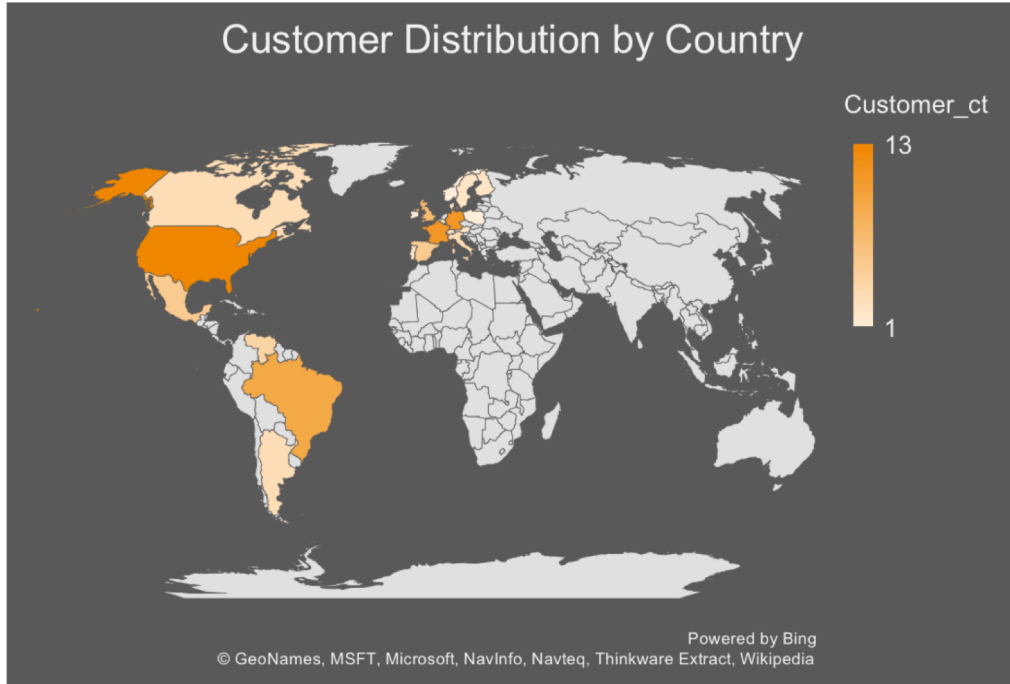 Customer Distribution by Country
Customer_ct
13
1
Powered by Bing
© GeoNames, MSFT, Microsoft, NavInfo, Navteq, Thinkware Extract, Wikipedia